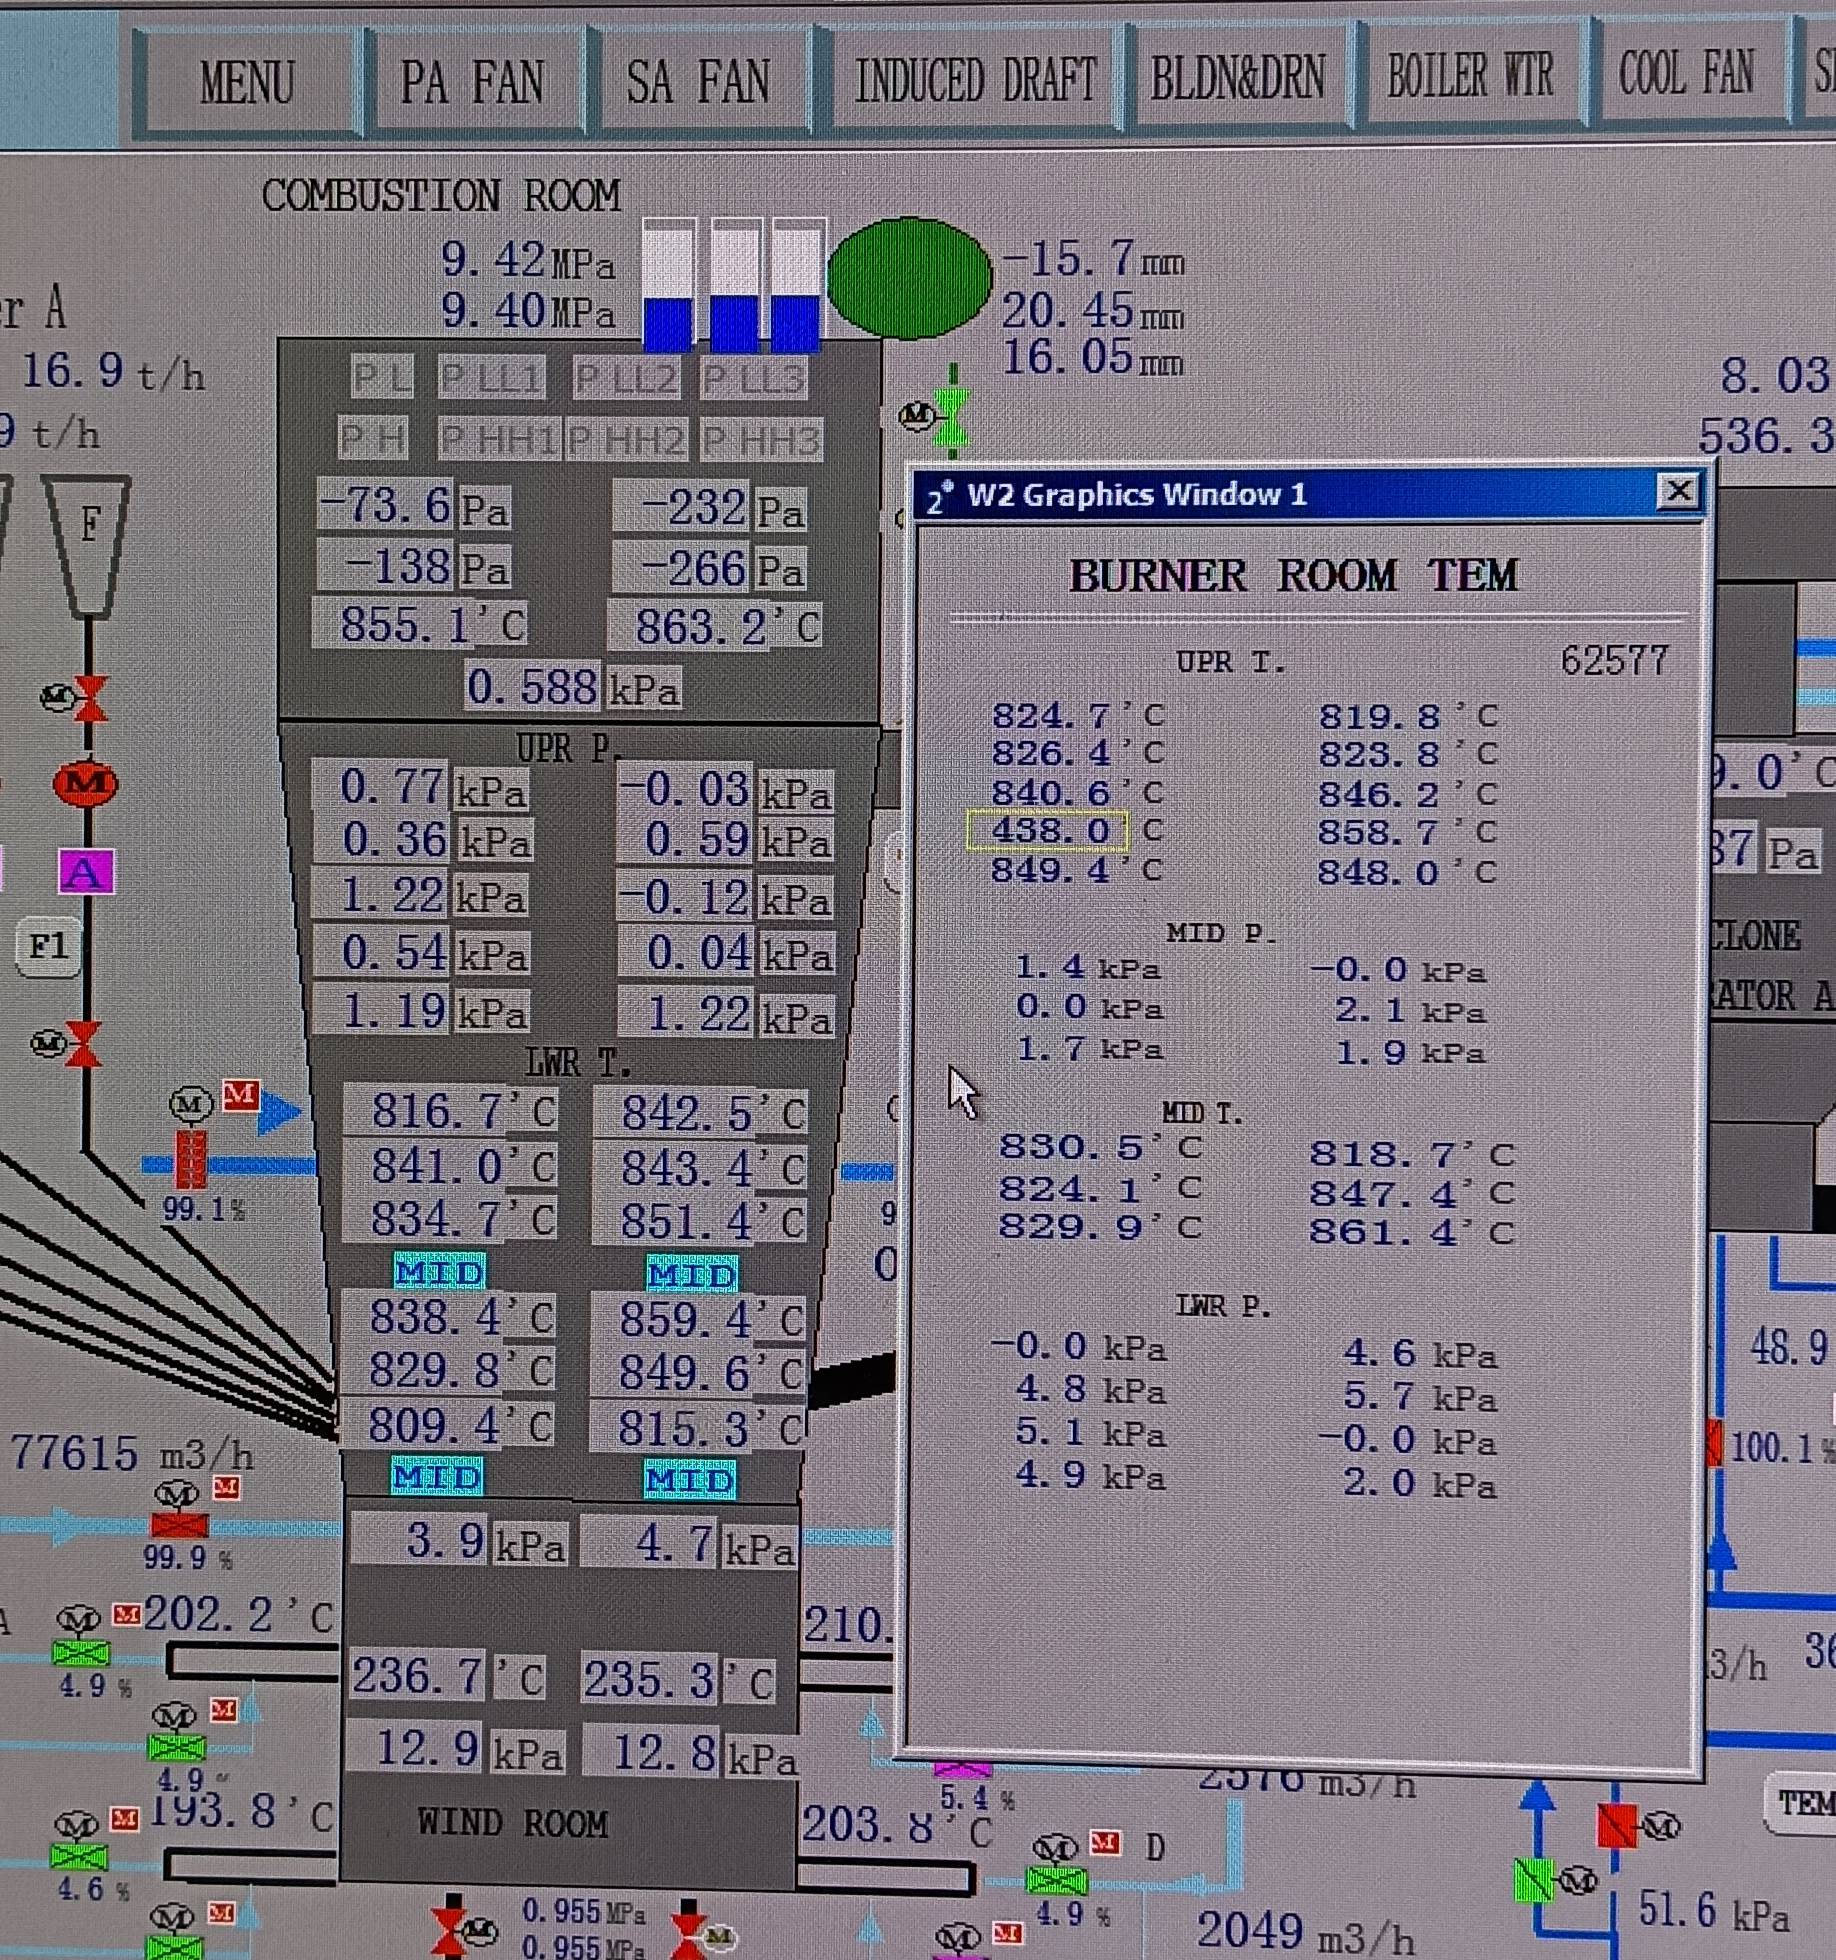 MENU PA FAN SA FAN INDUCED DRAFT BLDN&DRN BOILER WTR COOL FAN
COMBUSTION ROOM
9.42MPa -15.7mm
9.40MPa 20.45mm
16.05mm
A
16.9 t/h
t/h
8.03
536.3
P L P LL1 P LL2 P LL3
P H P HH1 P HH2 P HH3
M
-73.6 Pa -232 Pa
-138 Pa -266 Pa
855.1'C 863.2'C
0.588 kPa
F
M
M
A
F1
M
UPR P.
0.77 kPa -0.03 kPa
0.36 kPa 0.59 kPa
1.22 kPa -0.12 kPa
0.54 kPa 0.04 kPa
1.19 kPa 1.22 kPa
LWR T.
816.7'C 842.5'C
841.0'C 843.4'C
834.7'C 851.4'C
MID MID
838.4'C 859.4'C
829.8'C 849.6'C
809.4'C 815.3'C
MID MID
3.9 kPa 4.7 kPa
236.7'C 235.3'C
12.9 kPa 12.8 kPa
WIND ROOM
M M
99.1%
77615 m3/h
M M
99.9 %
M M 202.2'C
4.9 %
M M
4.9
M M 193.8'C
4.6 %
M M
M 0.955MPa M
0.955MPa
W2 Graphics Window 1
BURNER ROOM TEM
UPR T. 62577
824.7'C 819.8'C
826.4'C 823.8'C
840.6'C 846.2'C
438.0 C 858.7'C
849.4'C 848.0'C
MID P.
1.4 kPa -0.0 kPa
0.0 kPa 2.1 kPa
1.7 kPa 1.9 kPa
MID T.
830.5'C 818.7'C
824.1'C 847.4'C
829.9'C 861.4'C
LWR P.
-0.0 kPa 4.6 kPa
4.8 kPa 5.7 kPa
5.1 kPa -0.0 kPa
4.9 kPa 2.0 kPa
.0'C
37 Pa
CLONE
RATOR A
48.9
100.1%
210.
3/h 36
5.4 %
m3/h
203.8'C
M M D
4.9 %
M M
2049 m3/h
TEM
M
M
51.6 kPa